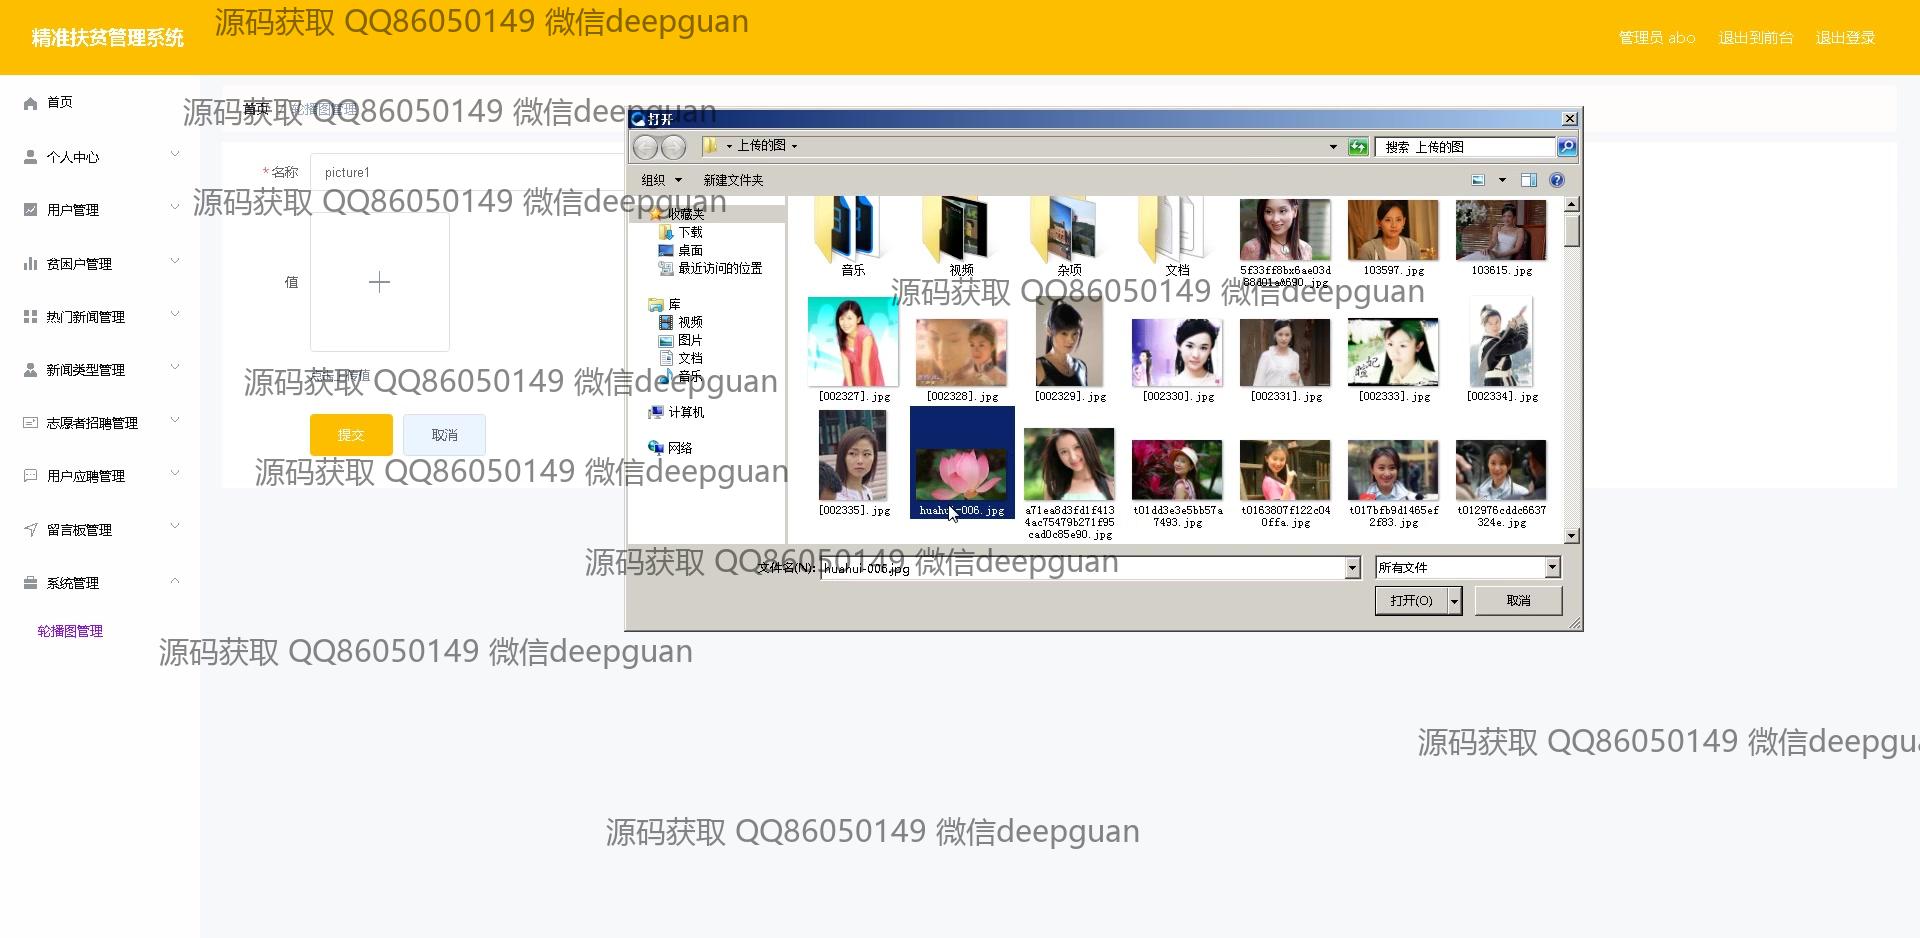 精准扶贫管理系统
源码获取 QQ86050149 微信deepguan
管理员 abo
退出到前台
退出登录
首页
个人中心
用户管理
贫困户管理
热门新闻管理
新闻类型管理
志愿者招聘管理
用户应聘管理
留言板管理
系统管理
轮播图管理
首页
轮播图管理
源码获取 QQ86050149 微信deepguan
* 名称
picture1
源码获取 QQ86050149 微信deepguan
值
点击上传值
源码获取 QQ86050149 微信deepguan
提交
取消
源码获取 QQ86050149 微信deepguan
打开
上传的图
搜索 上传的图
组织
新建文件夹
收藏夹
下载
桌面
最近访问的位置
库
视频
图片
文档
音乐
计算机
网络
音乐
视频
杂项
文档
103597.jpg
103615.jpg
源码获取 QQ86050149 微信deepguan
[002327].jpg
[002328].jpg
[002329].jpg
[002330].jpg
[002331].jpg
[002333].jpg
[002334].jpg
[002335].jpg
huahui-006.jpg
a71ea8d3fd1f413
4ac75479b271f95
cad0c85e90.jpg
t01dd3e3e5bb57a
7493.jpg
t0163807f122c04
0ffa.jpg
t017bfb9d1465ef
2f83.jpg
t012976cddc6637
324e.jpg
文件名(N):
huahui-006.jpg
所有文件
源码获取 QQ86050149 微信deepguan
打开(O)
取消
源码获取 QQ86050149 微信deepguan
源码获取 QQ86050149 微信deepgu
源码获取 QQ86050149 微信deepguan